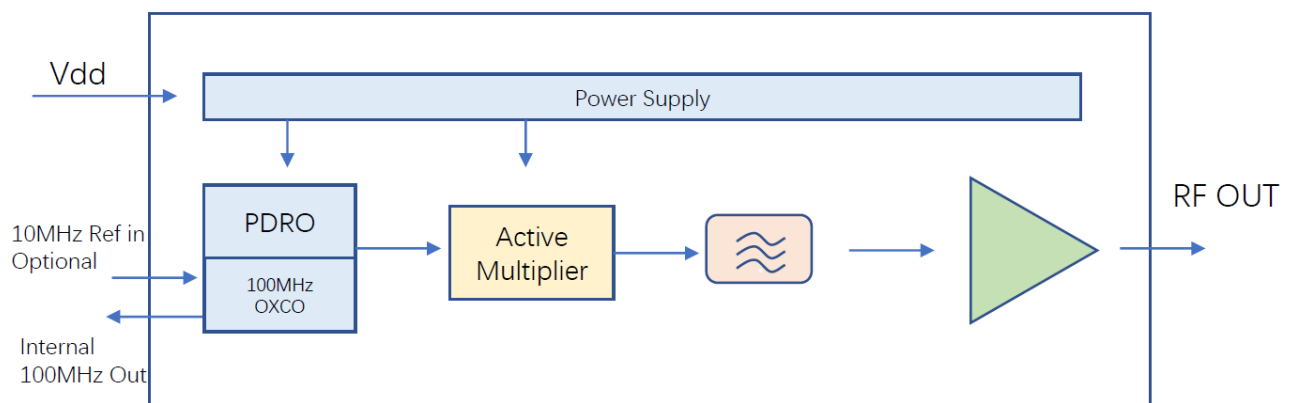 Vdd
Power Supply
PDRO
100MHz
OXCO
10MHz Ref in
Optional
Internal
100MHz Out
Active
Multiplier
RF OUT